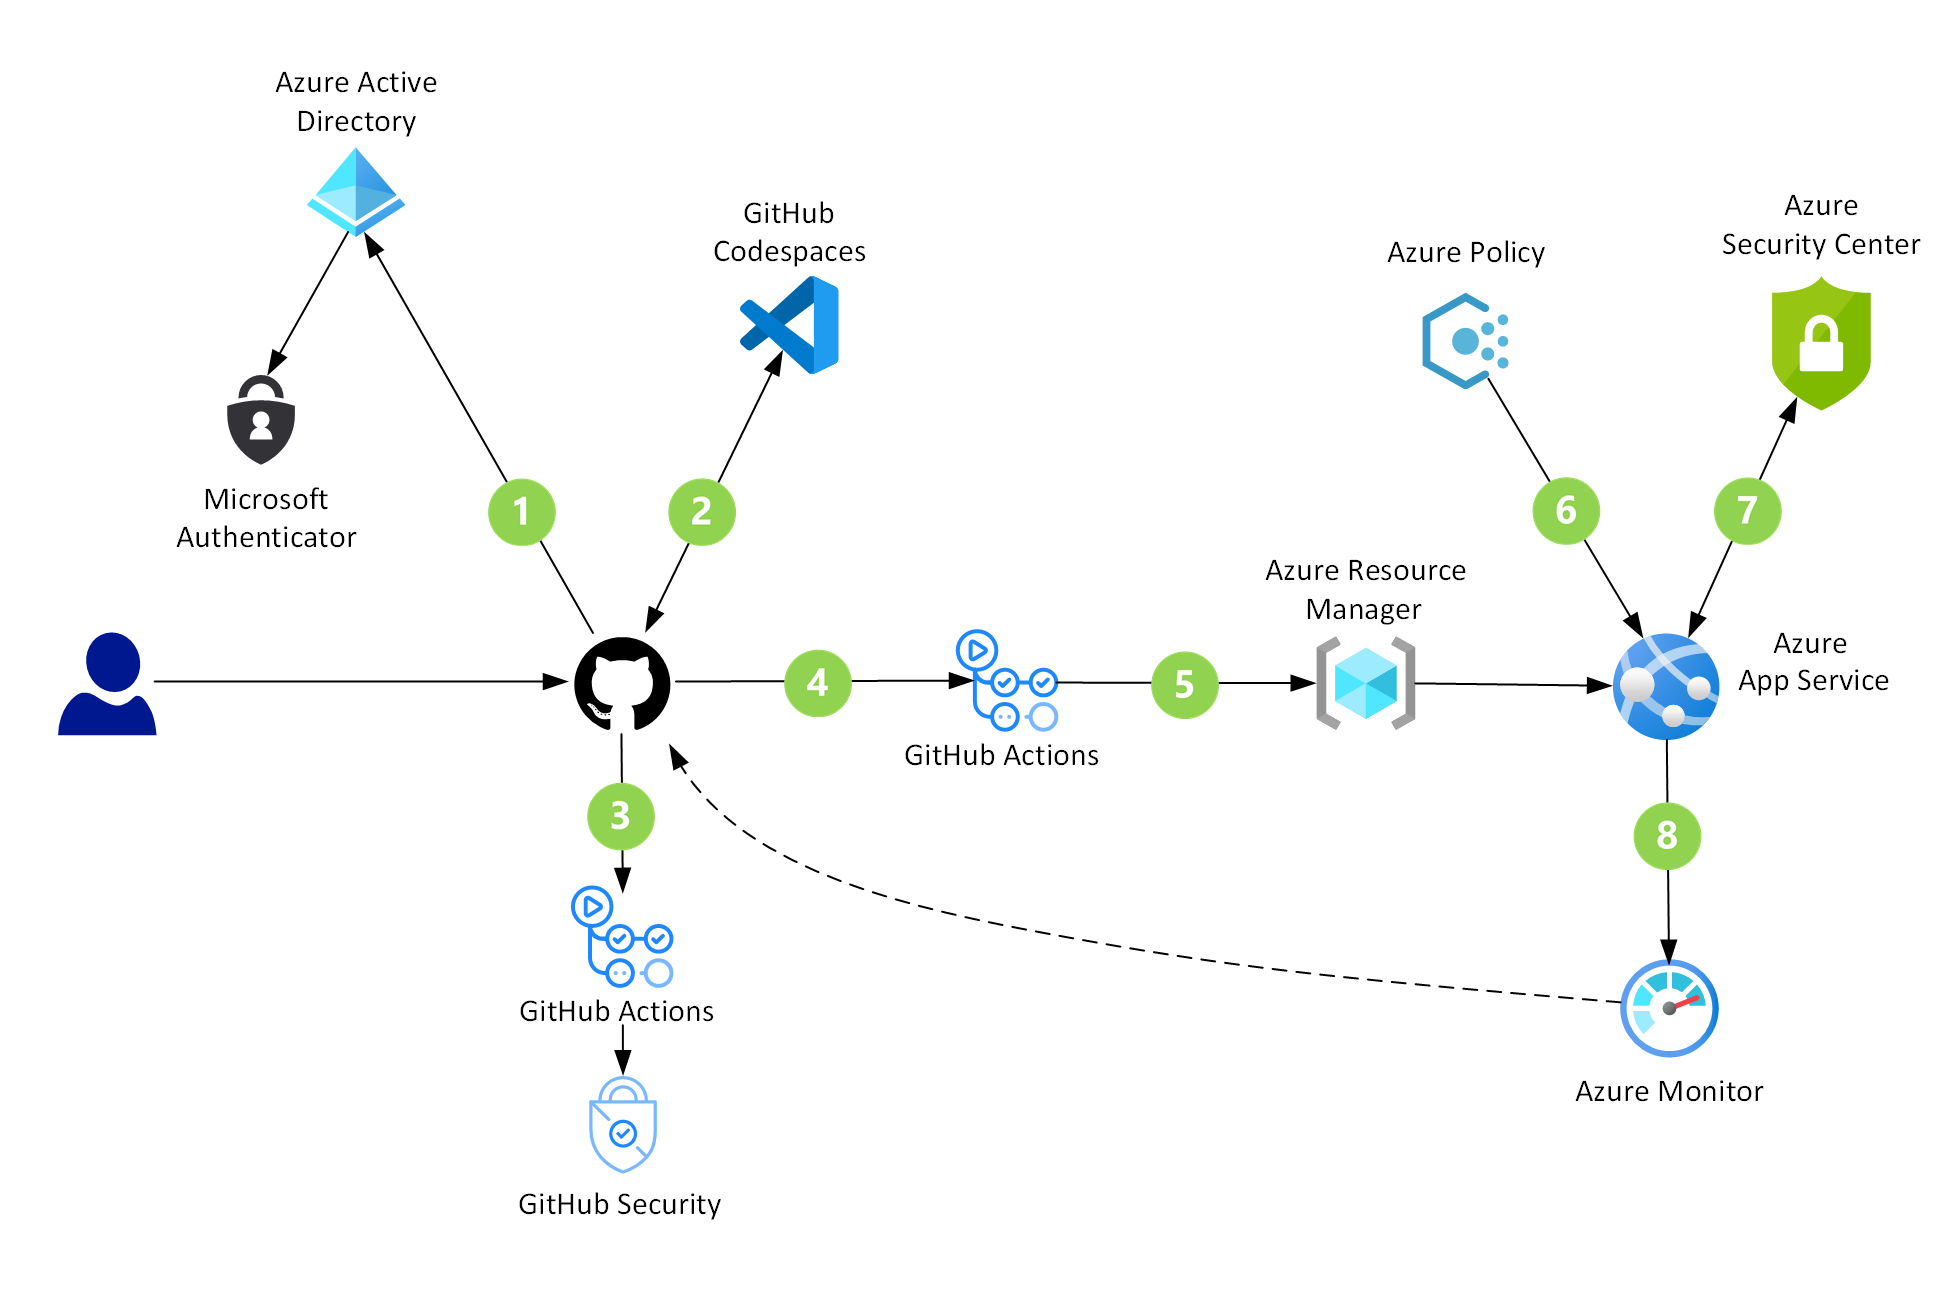 Azure Active
Directory
GitHub
Codespaces
Azure Policy
Azure
Security Center
Microsoft
Authenticator
1
2
6
7
Azure Resource
Manager
Azure
App Service
4
5
GitHub Actions
3
8
GitHub Actions
Azure Monitor
GitHub Security